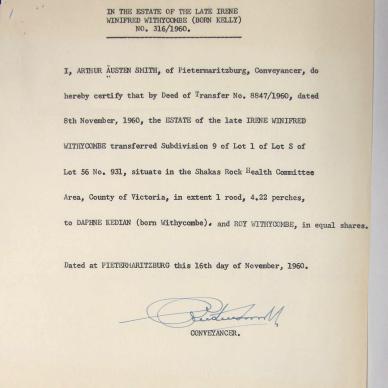 IN THE ESTATE OF THE LATE IRENE
WINIFRED WITHYCOMBE (BORN KELLY)
NO. 316/1960.
I, ARTHUR AUSTEN SMITH, of Pietermaritzburg, Conveyancer, do
hereby certify that by Deed of Transfer No. 8847/1960, dated
8th November, 1960, the ESTATE of the late IRENE WINIFRED
WITHYCOMBE transferred Subdivision 9 of Lot 1 of Lot S of
Lot 56 No. 931, situate in the Shakas Rock Health Committee
Area, County of Victoria, in extent 1 rood, 4.22 perches,
to DAPHNE KEDIAN (born Withycombe). and ROY WITHYCOMBE, in equal shares.
Dated at PIETERMARITZBURG this 16th day of November, 1960.
CONVEYANCER.